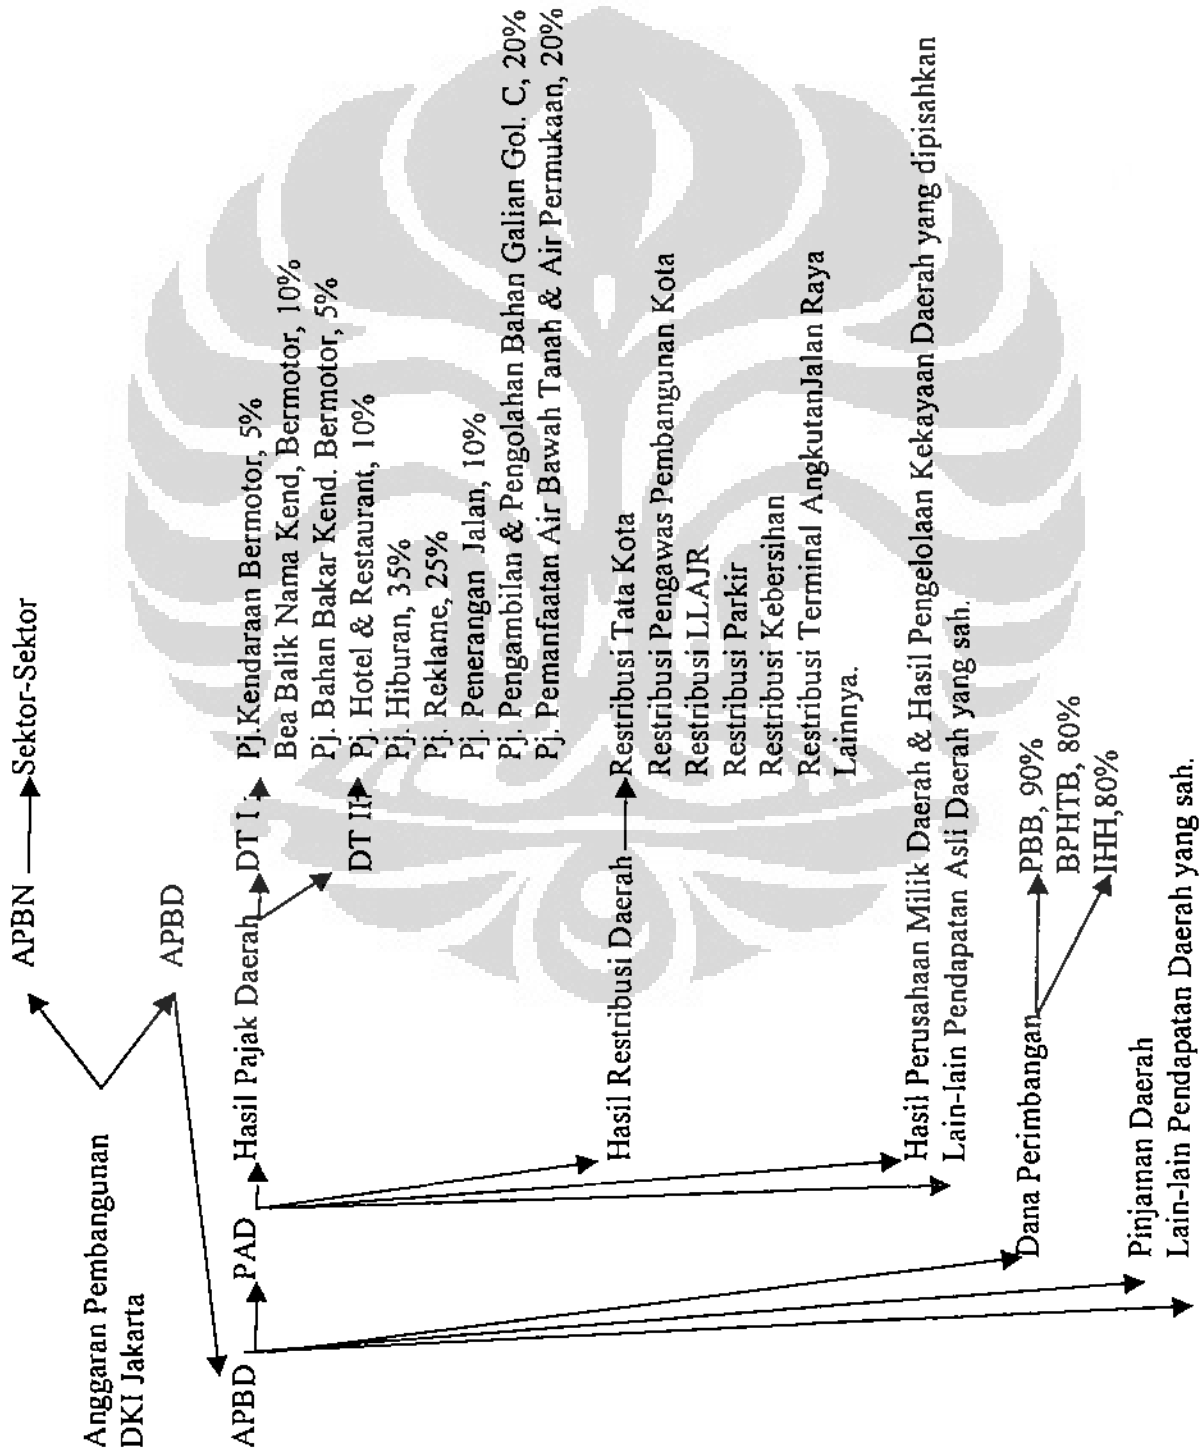 APBN
Sektor-Sektor
Anggaran Pembangunan
DKI Jakarta
APBD
APBD
PAD
Hasil Pajak Daerah
DT I
Pj.Kendaraan Bermotor, 5%
Bea Balik Nama Kend, Bermotor, 10%
Pj. Bahan Bakar Kend. Bermotor, 5%
DT II
Pj. Hotel & Restaurant, 10%
Pj. Hiburan, 35%
Pj. Reklame, 25%
Pj. Penerangan Jalan, 10%
Pj. Pengambilan & Pengolahan Bahan Galian Gol. C, 20%
Pj. Pemanfaatan Air Bawah Tanah & Air Permukaan, 20%
Hasil Restribusi Daerah
Restribusi Tata Kota
Restribusi Pengawas Pembangunan Kota
Restribusi LLAJR
Restribusi Parkir
Restribusi Kebersihan
Restribusi Terminal AngkutanJalan Raya
Lainnya.
Hasil Perusahaan Milik Daerah & Hasil Pengelolaan Kekayaan Daerah yang dipisahkan
Lain-lain Pendapatan Asli Daerah yang sah.
Dana Perimbangan
PBB, 90%
BPHTB, 80%
IHH,80%
Pinjaman Daerah
Lain-lain Pendapatan Daerah yang sah.